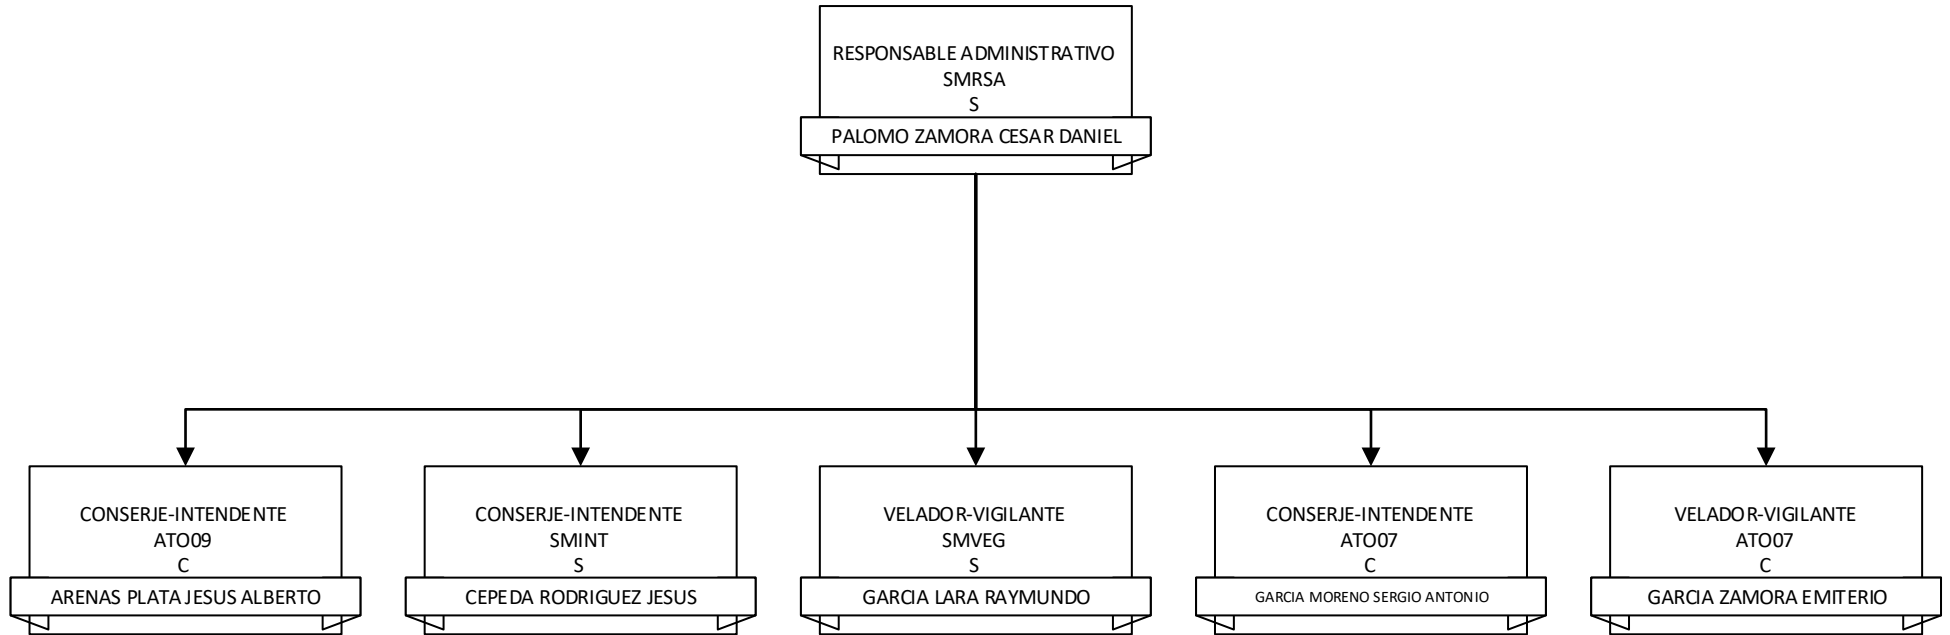 RESPONSABLE ADMINISTRATIVO
SMRSA
S
PALOMO ZAMORA CESAR DANIEL
CONSERJE-INTENDENTE
ATO09
C
ARENAS PLATA JESUS ALBERTO
CONSERJE-INTENDENTE
SMINT
S
CEPEDA RODRIGUEZ JESUS
VELADOR-VIGILANTE
SMVEG
S
GARCIA LARA RAYMUNDO
CONSERJE-INTENDENTE
ATO07
C
GARCIA MORENO SERGIO ANTONIO
VELADOR-VIGILANTE
ATO07
C
GARCIA ZAMORA EMITERIO